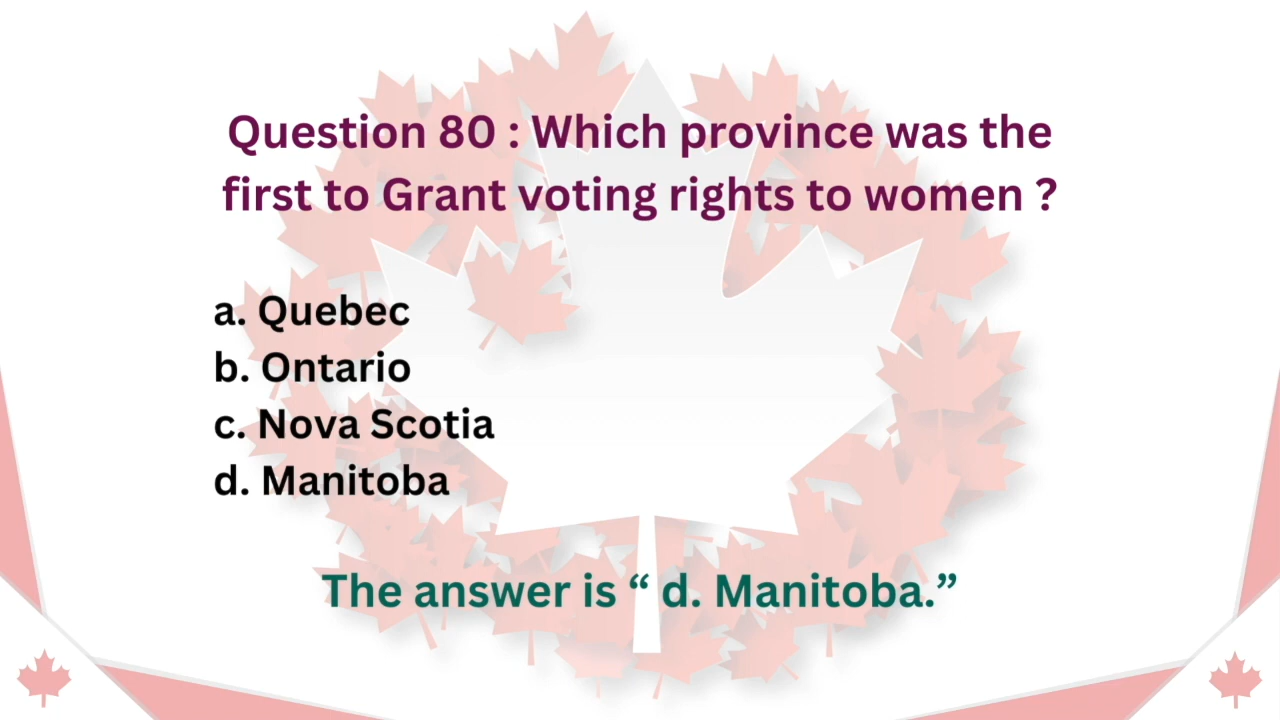 Question 80 : Which province was the
first to Grant voting rights to women ?
a. Quebec
b. Ontario
c. Nova Scotia
d. Manitoba
The answer is “ d. Manitoba.”